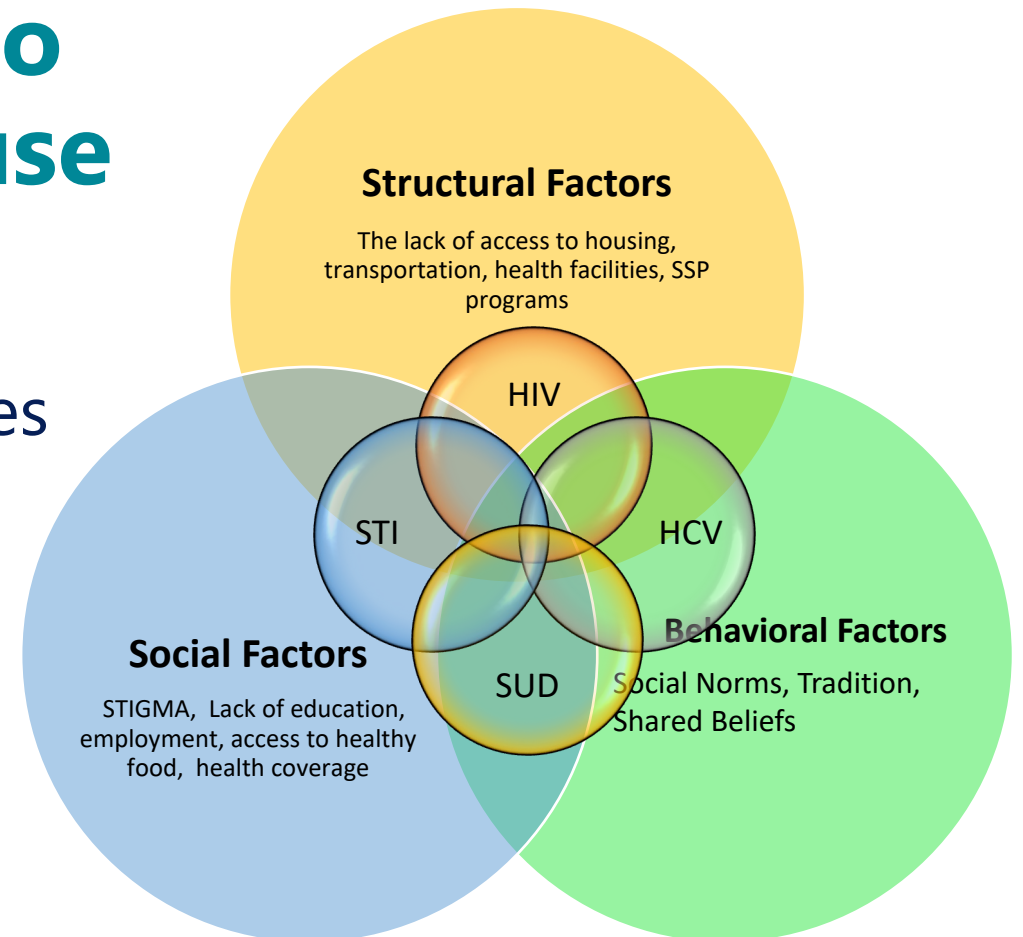 o
use
es
Structural Factors
The lack of access to housing,
transportation, health facilities, SSP
programs
HIV
STI
HCV
SUD
Social Factors
STIGMA,  Lack of education,
employment, access to healthy
food,  health coverage
Behavioral Factors
Social Norms, Tradition,
Shared Beliefs